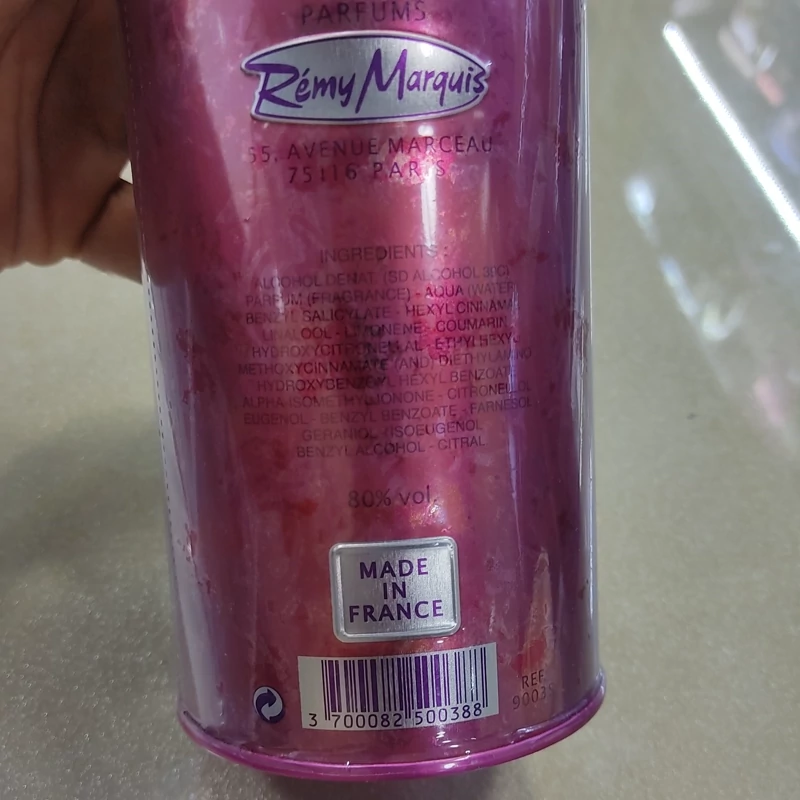 PARFUMS
Rémy Marquis
55, AVENUE MARCEAU
75116 PARIS
INGREDIENTS :
ALCOHOL DENAT. (SD ALCOHOL 39C)
PARFUM (FRAGRANCE) - AQUA (WATER)
BENZYL SALICYLATE - HEXYL CINNAM
LINALOOL - LIMONENE - COUMARIN
HYDROXYCITRONELLAL - ETHYLHEXYL
METHOXYCINNAMATE (AND) DIETHYLAMINO
HYDROXYBENZOYL HEXYL BENZOATE
ALPHA-ISOMETHYL IONONE - CITRONELLOL
EUGENOL - BENZYL BENZOATE - FARNESOL
GERANIOL - ISOEUGENOL
BENZYL ALCOHOL - CITRAL
80% vol.
MADE
IN
FRANCE
3 700082 500388
REF.
9003